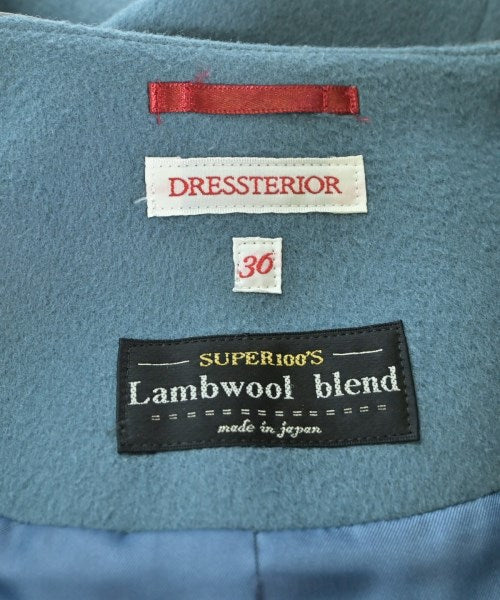 DRESSTERIOR
36
SUPER100'S
Lambwool blend
made in japan